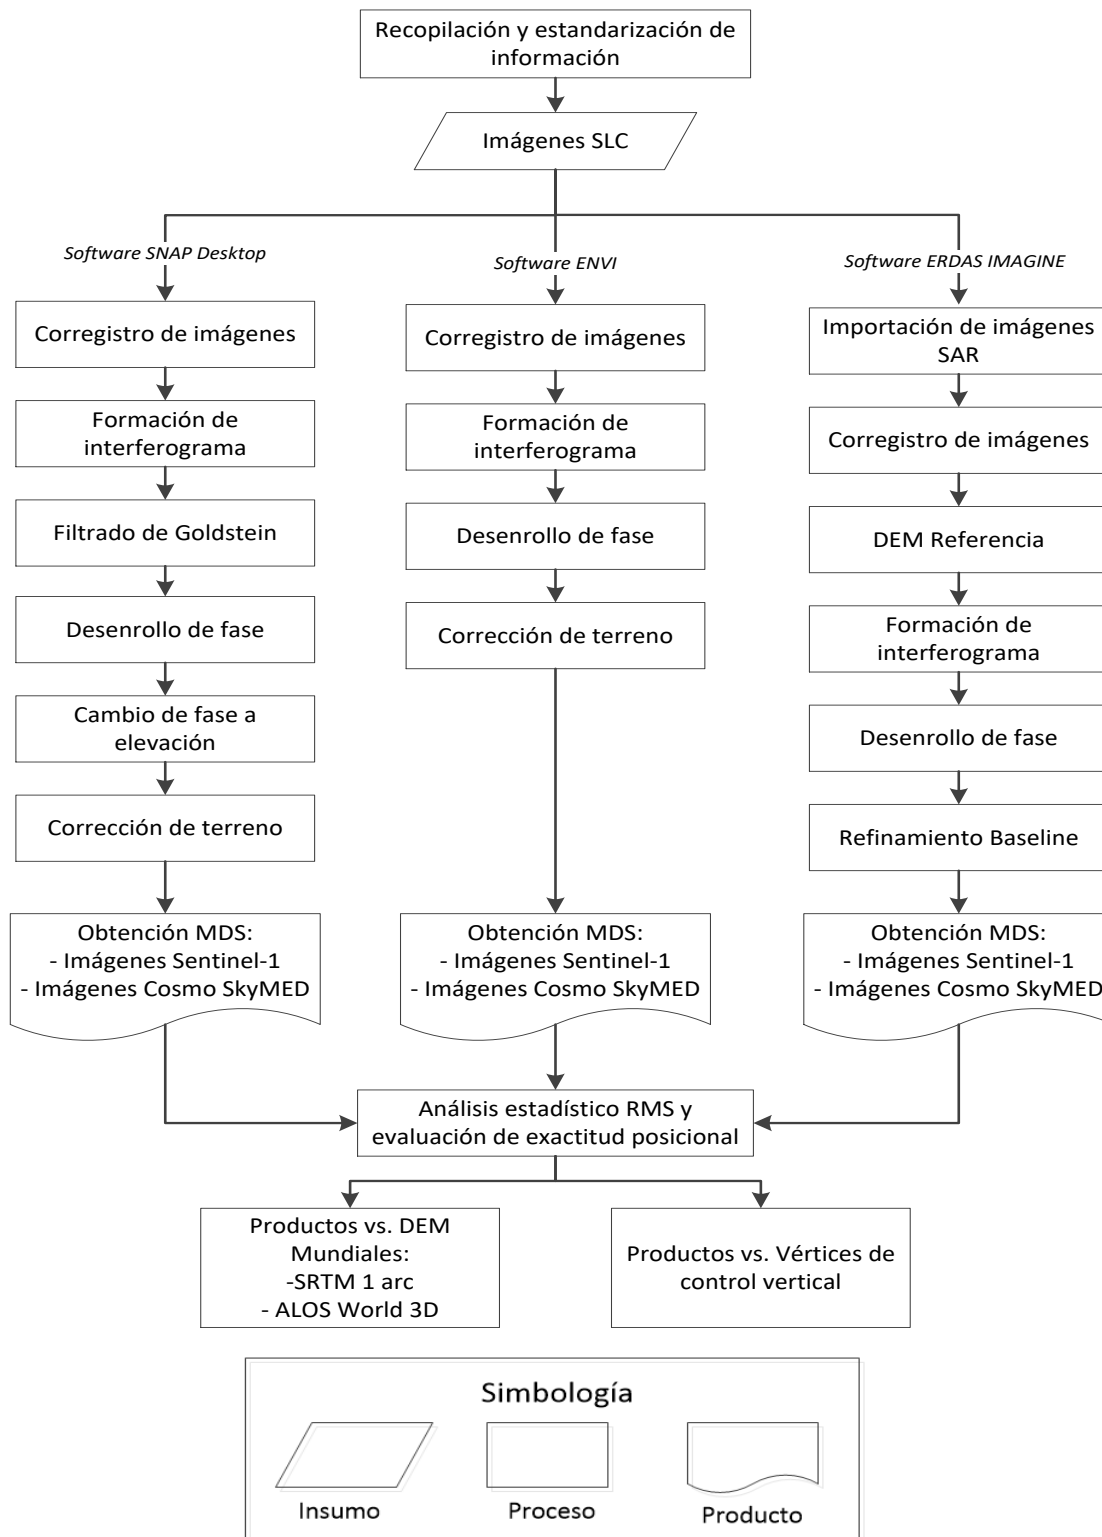 Recopilación y estandarización de
información
Imágenes SLC
Software SNAP Desktop
Corregistro de imágenes
Formación de
interferograma
Filtrado de Goldstein
Desenrollo de fase
Cambio de fase a
elevación
Corrección de terreno
Obtención MDS:
- Imágenes Sentinel-1
- Imágenes Cosmo SkyMED
Software ENVI
Corregistro de imágenes
Formación de
interferograma
Desenrollo de fase
Corrección de terreno
Obtención MDS:
- Imágenes Sentinel-1
- Imágenes Cosmo SkyMED
Software ERDAS IMAGINE
Importación de imágenes
SAR
Corregistro de imágenes
DEM Referencia
Formación de
interferograma
Desenrollo de fase
Refinamiento Baseline
Obtención MDS:
- Imágenes Sentinel-1
- Imágenes Cosmo SkyMED
Análisis estadístico RMS y
evaluación de exactitud posicional
Productos vs. DEM
Mundiales:
-SRTM 1 arc
- ALOS World 3D
Productos vs. Vértices de
control vertical
Simbología
Insumo
Proceso
Producto